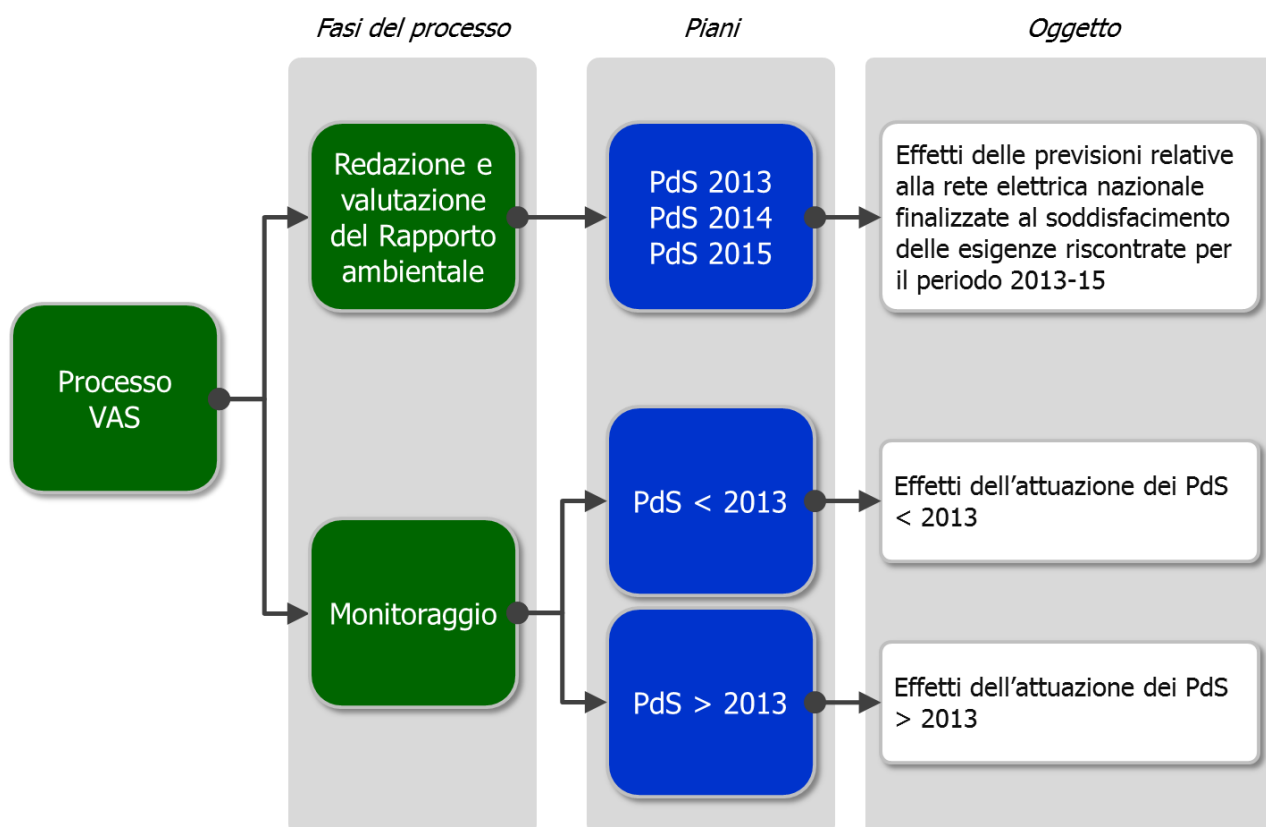 Fasi del processo
Piani
Oggetto
Redazione e
valutazione
del Rapporto
ambientale
PdS 2013
PdS 2014
PdS 2015
Effetti delle previsioni relative
alla rete elettrica nazionale
finalizzate al soddisfacimento
delle esigenze riscontrate per
il periodo 2013-15
Processo
VAS
Monitoraggio
PdS < 2013
Effetti dell’attuazione dei PdS
< 2013
PdS > 2013
Effetti dell’attuazione dei PdS
> 2013